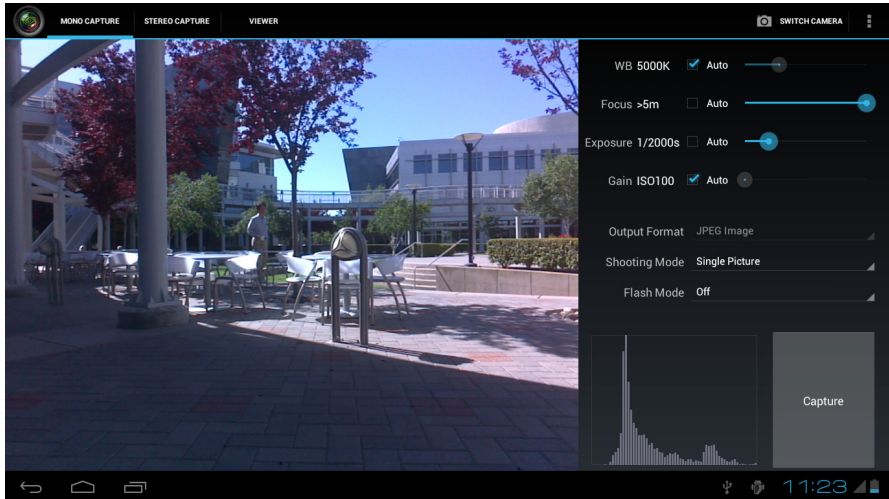 MONO CAPTURE STEREO CAPTURE VIEWER SWITCH CAMERA
WB 5000K Auto
Focus >5m Auto
Exposure 1/2000s Auto
Gain ISO100 Auto
Output Format JPEG Image
Shooting Mode Single Picture
Flash Mode Off
Capture
11:23